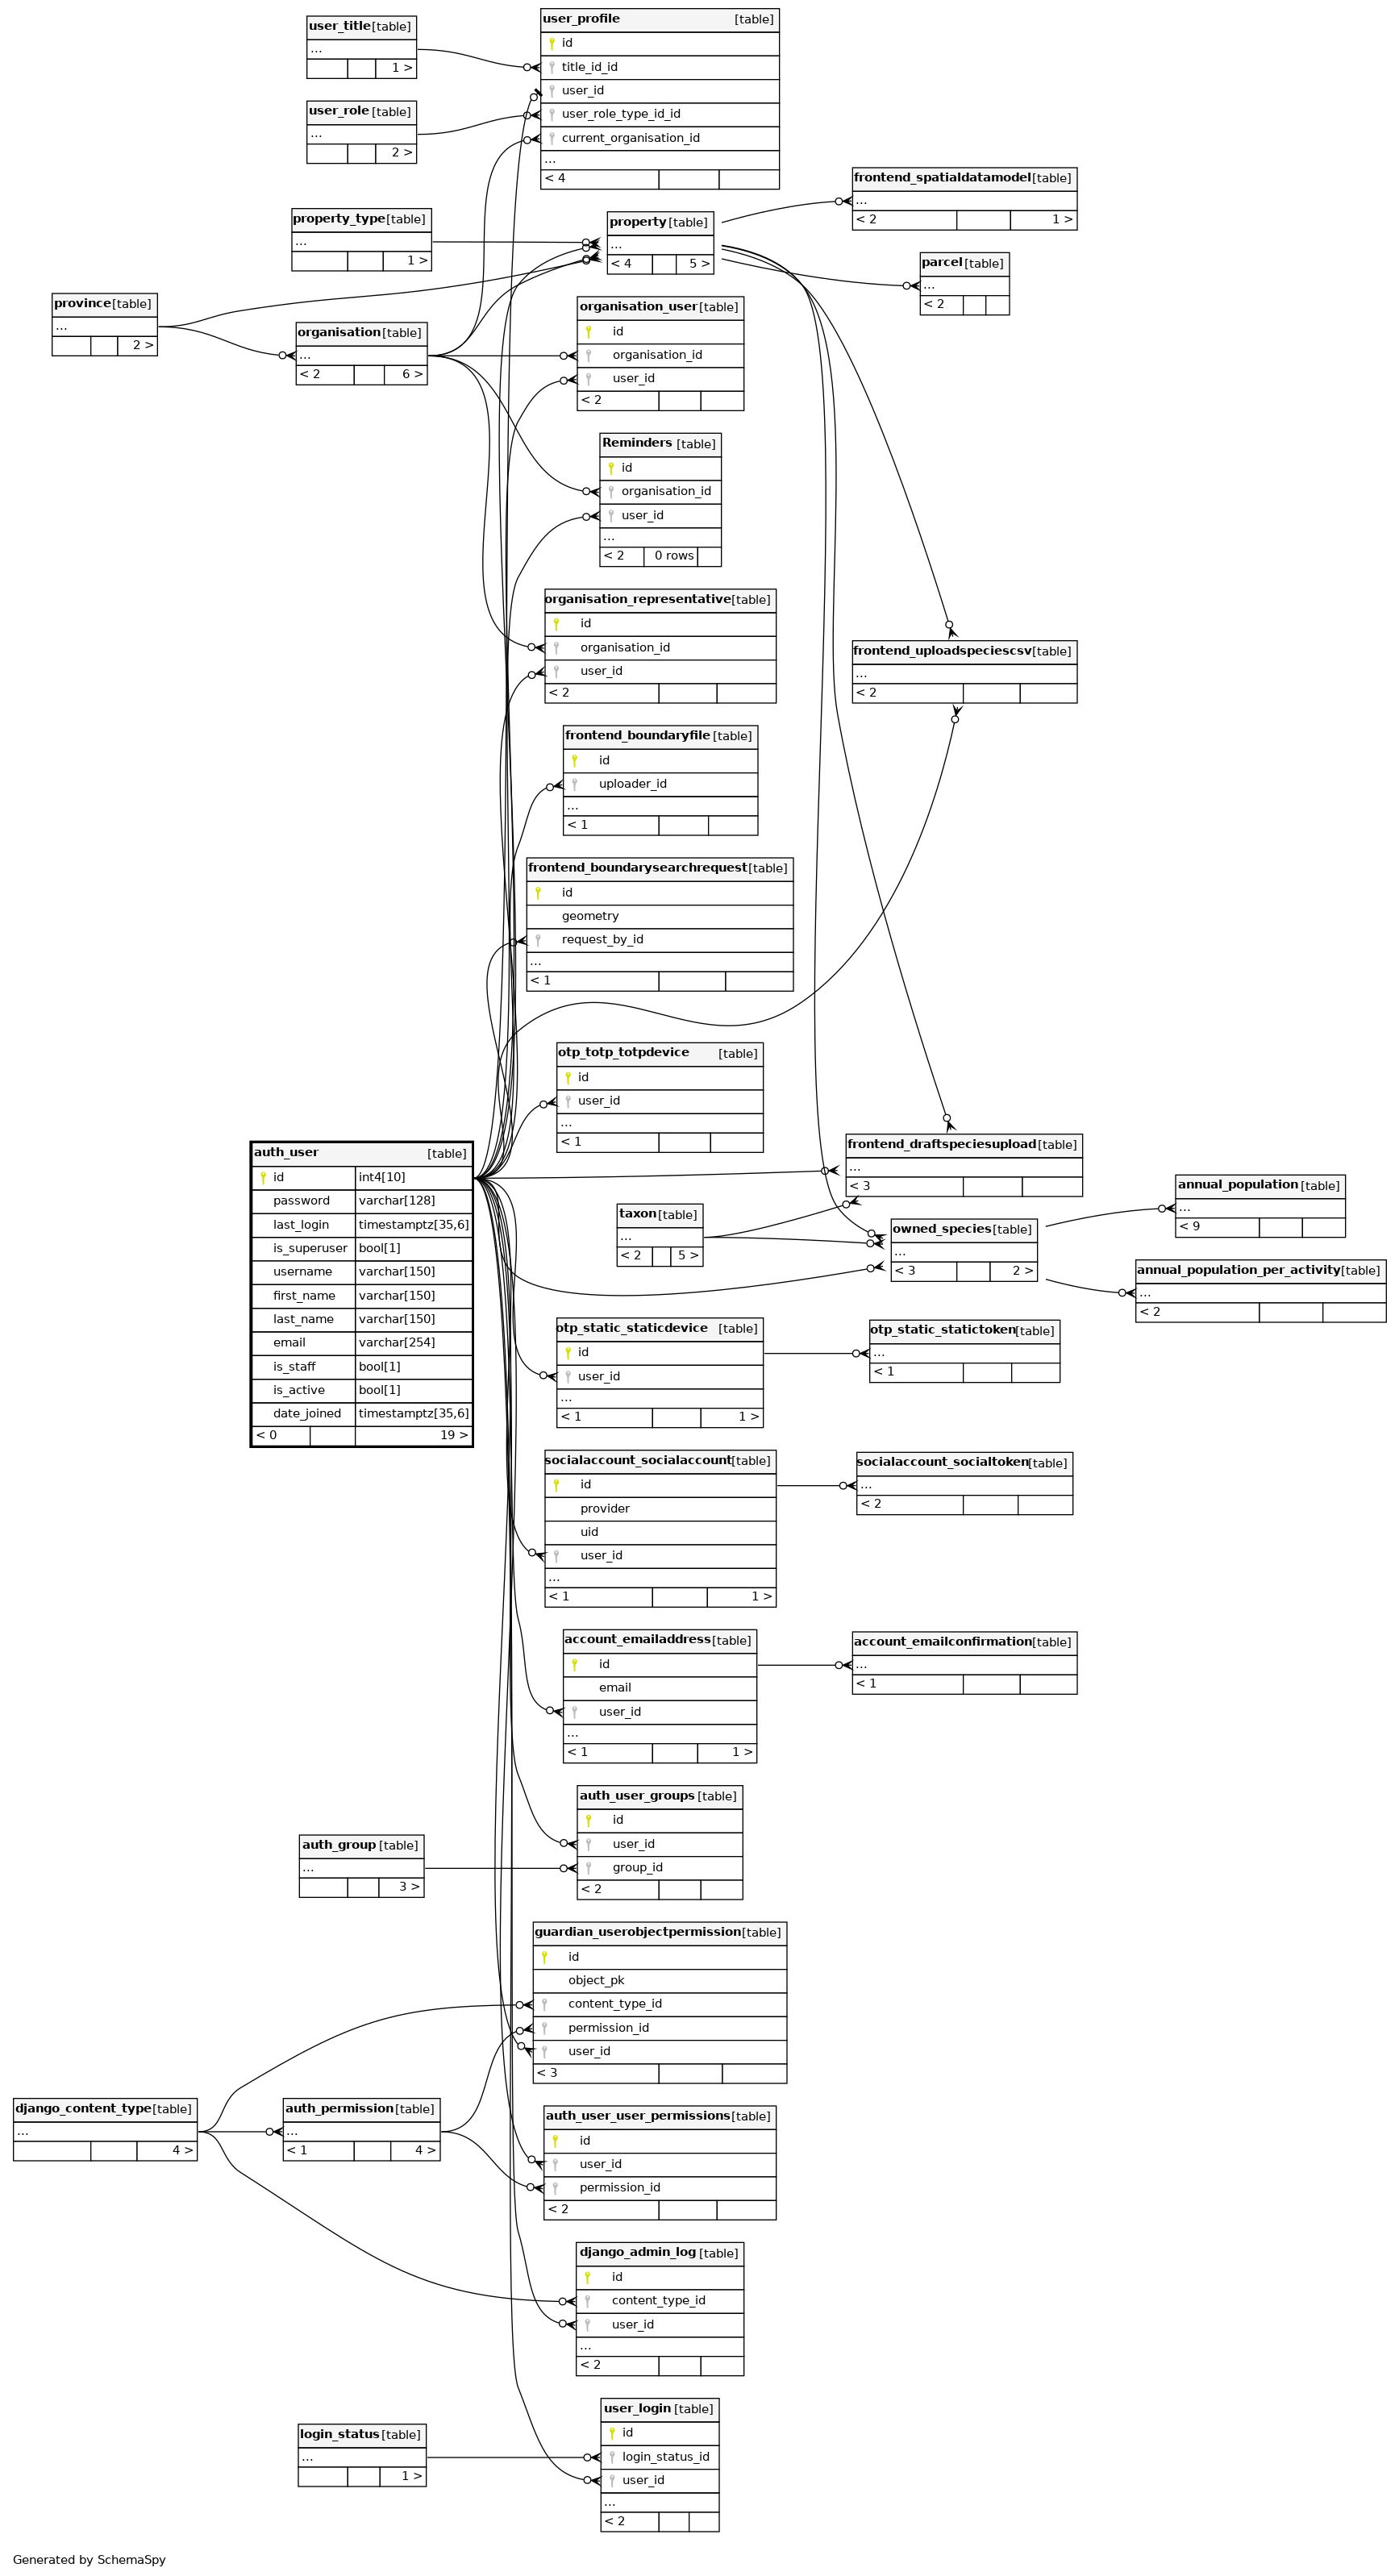 user_title [table]
...
1 >
user_role [table]
...
2 >
user_profile [table]
id
title_id_id
user_id
user_role_type_id_id
current_organisation_id
...
< 4
frontend_spatialdatamodel [table]
...
< 2 1 >
property_type [table]
...
1 >
property [table]
...
< 4 5 >
parcel [table]
...
< 2
province [table]
...
2 >
organisation [table]
...
< 2 6 >
organisation_user [table]
id
organisation_id
user_id
< 2
Reminders [table]
id
organisation_id
user_id
...
< 2 0 rows
organisation_representative [table]
id
organisation_id
user_id
< 2
frontend_uploadspeciescsv [table]
...
< 2
frontend_boundaryfile [table]
id
uploader_id
...
< 1
frontend_boundarysearchrequest [table]
id
geometry
request_by_id
...
< 1
otp_totp_totpdevice [table]
id
user_id
...
< 1
auth_user [table]
id int4[10]
password varchar[128]
last_login timestamptz[35,6]
is_superuser bool[1]
username varchar[150]
first_name varchar[150]
last_name varchar[150]
email varchar[254]
is_staff bool[1]
is_active bool[1]
date_joined timestamptz[35,6]
< 0 19 >
frontend_draftspeciesupload [table]
...
< 3
taxon [table]
...
< 2 5 >
owned_species [table]
...
< 3 2 >
annual_population [table]
...
< 9
annual_population_per_activity [table]
...
< 2
otp_static_staticdevice [table]
id
user_id
...
< 1 1 >
otp_static_statictoken [table]
...
< 1
socialaccount_socialaccount [table]
id
provider
uid
user_id
...
< 1 1 >
socialaccount_socialtoken [table]
...
< 2
account_emailaddress [table]
id
email
user_id
...
< 1 1 >
account_emailconfirmation [table]
...
< 1
auth_user_groups [table]
id
user_id
group_id
< 2
auth_group [table]
...
3 >
guardian_userobjectpermission [table]
id
object_pk
content_type_id
permission_id
user_id
< 3
django_content_type [table]
...
4 >
auth_permission [table]
...
< 1 4 >
auth_user_user_permissions [table]
id
user_id
permission_id
< 2
django_admin_log [table]
id
content_type_id
user_id
...
< 2
login_status [table]
...
1 >
user_login [table]
id
login_status_id
user_id
...
< 2
Generated by SchemaSpy